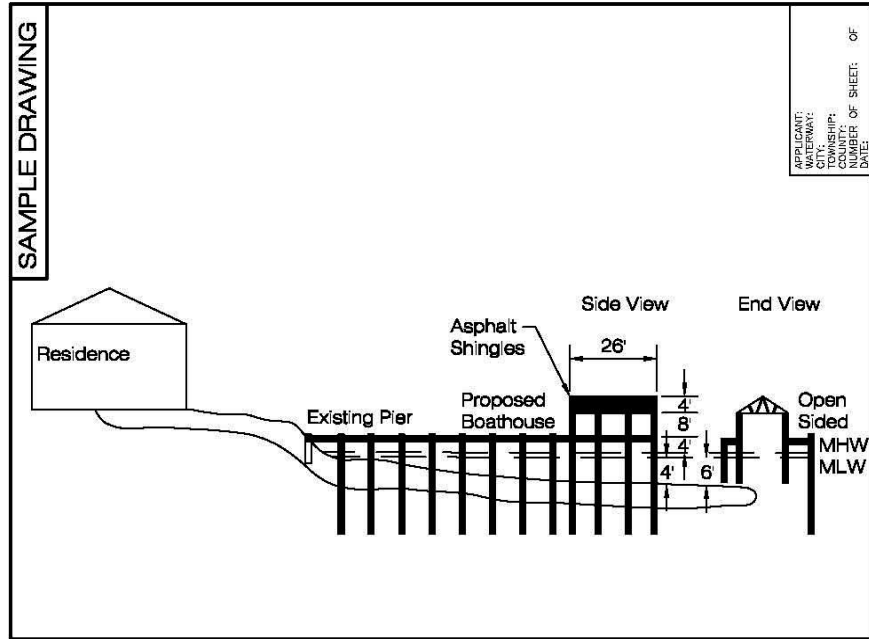 SAMPLE DRAWING
APPLICANT:
WATERWAY:
CITY:
TOWNSHIP:
COUNTY:
NUMBER OF SHEET: OF
DATE:
Side View
End View
Asphalt
Shingles
26'
Residence
Existing Pier
Proposed
Boathouse
4'
8'
4'
4'
6'
Open
Sided
MHW
MLW